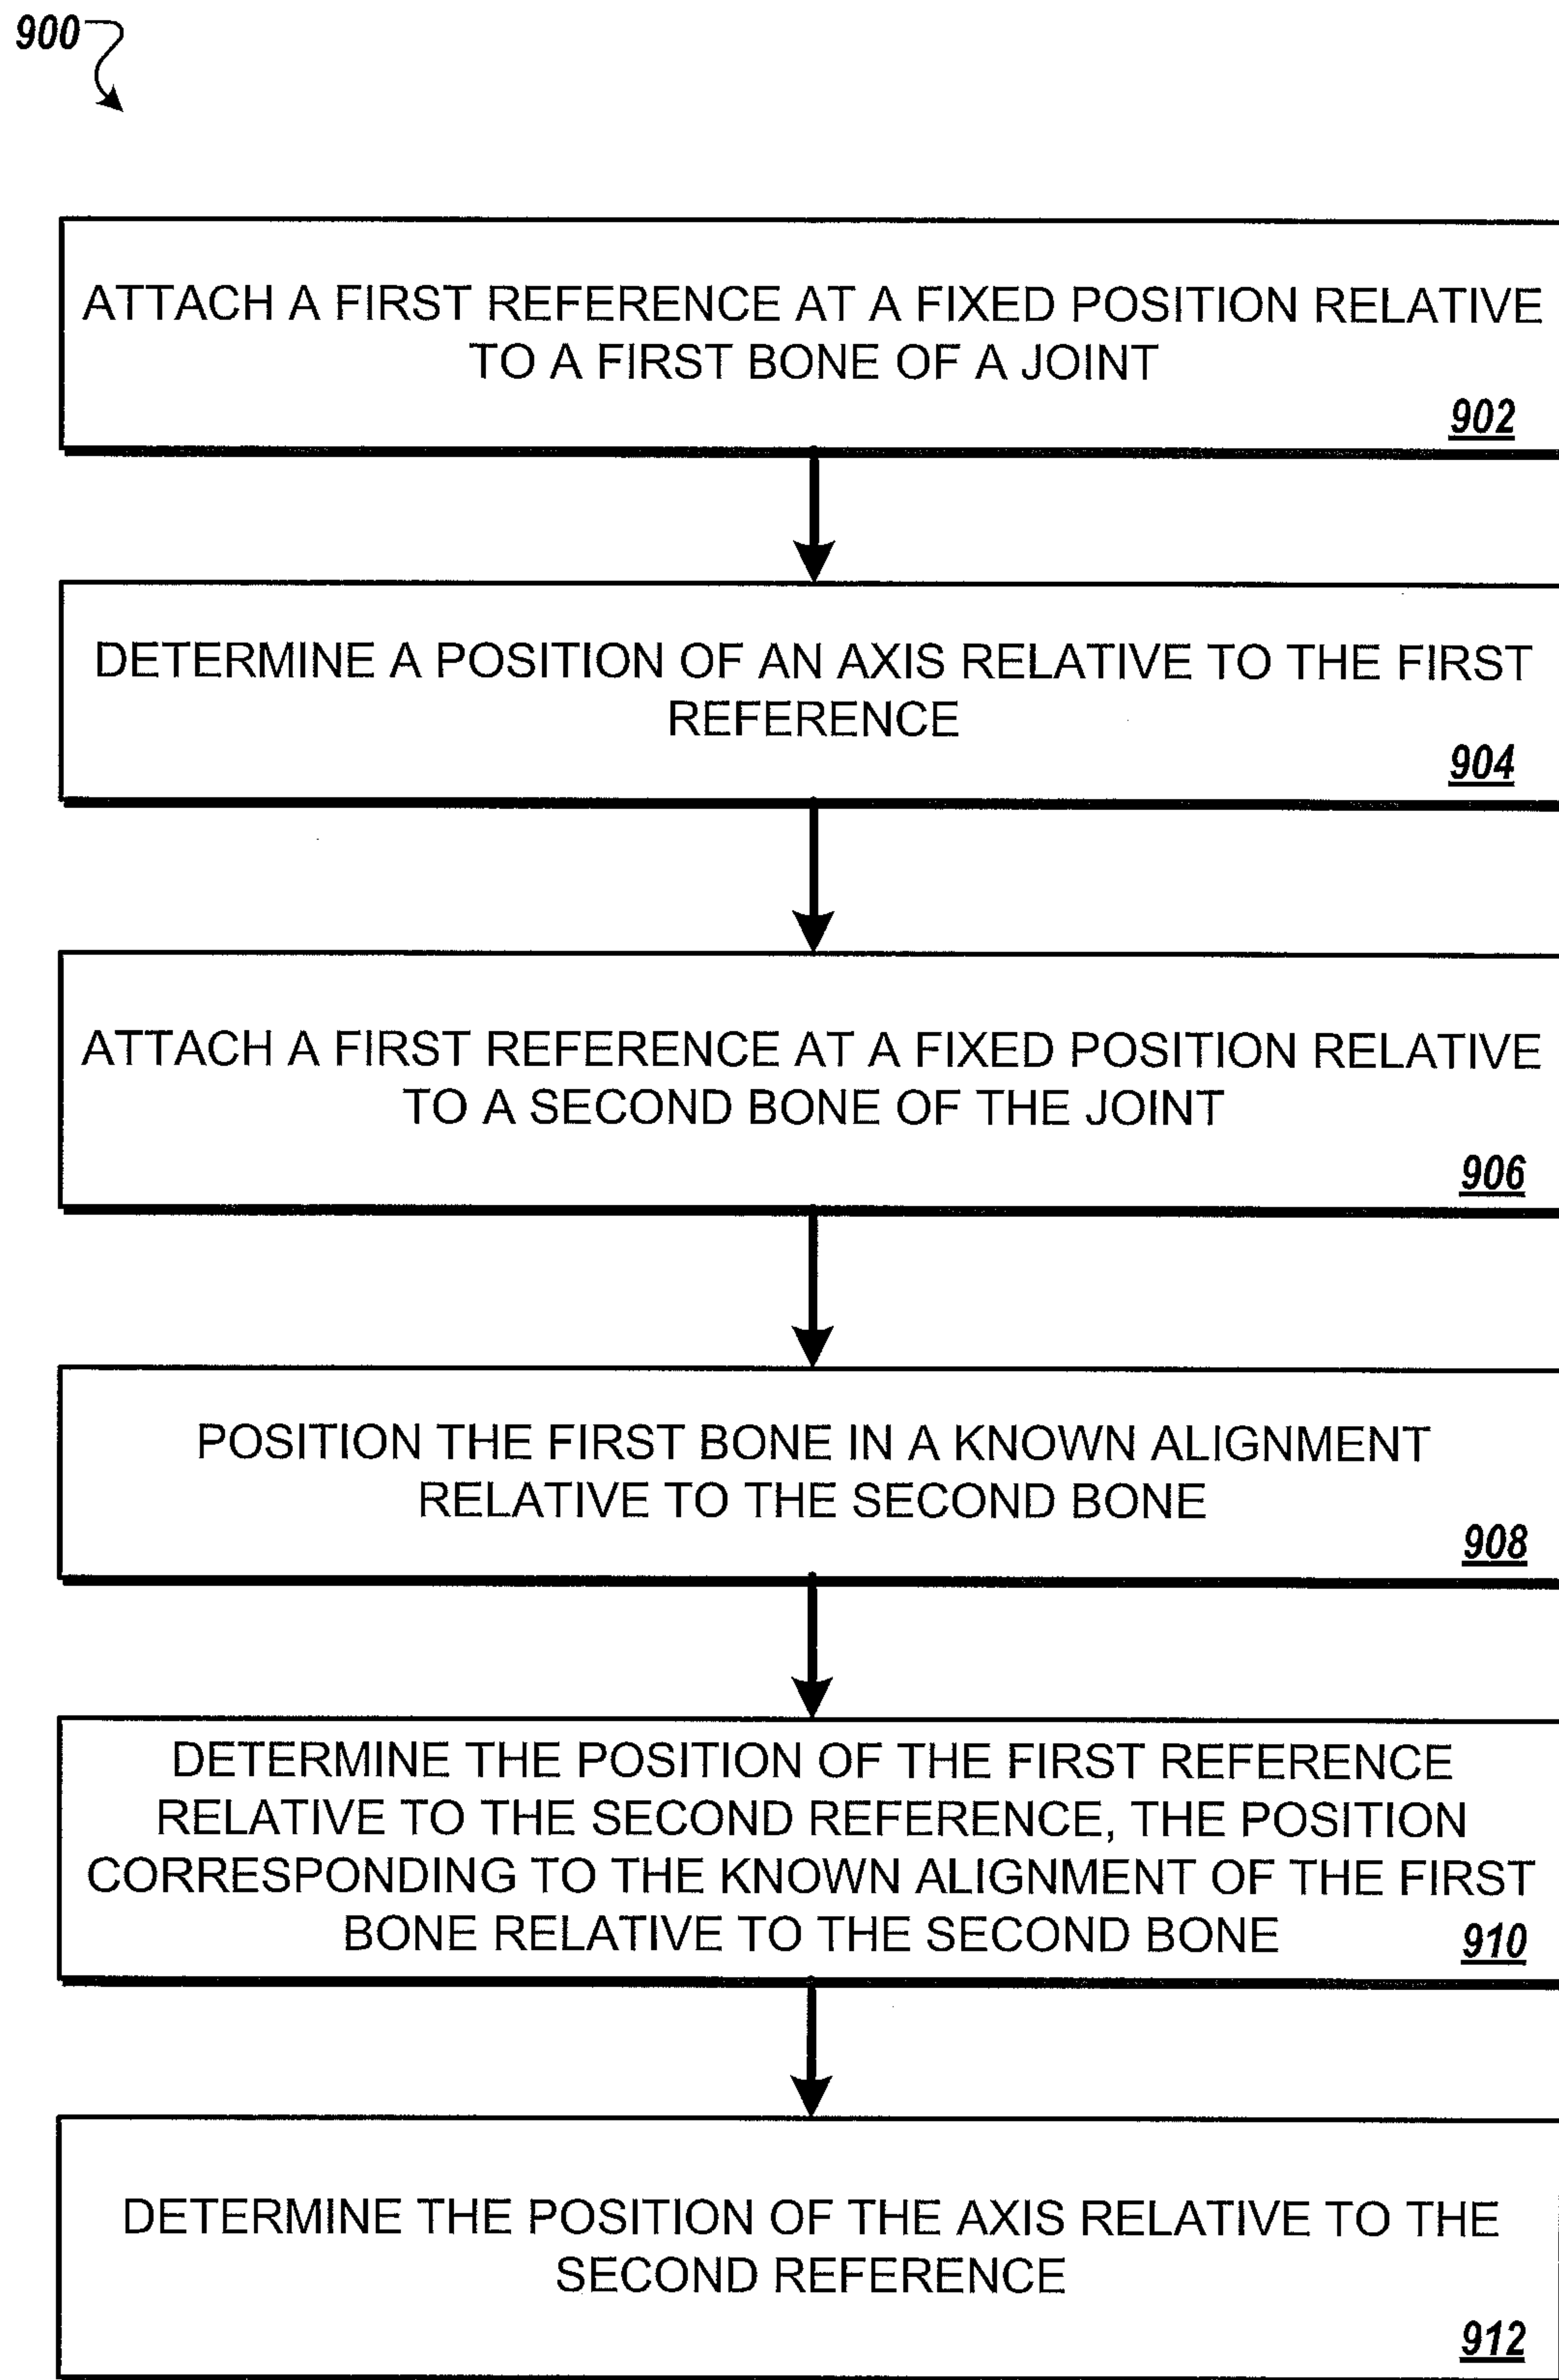 900
ATTACH A FIRST REFERENCE AT A FIXED POSITION RELATIVE
TO A FIRST BONE OF A JOINT
902
DETERMINE A POSITION OF AN AXIS RELATIVE TO THE FIRST
REFERENCE
904
ATTACH A FIRST REFERENCE AT A FIXED POSITION RELATIVE
TO A SECOND BONE OF THE JOINT
906
POSITION THE FIRST BONE IN A KNOWN ALIGNMENT
RELATIVE TO THE SECOND BONE
908
DETERMINE THE POSITION OF THE FIRST REFERENCE
RELATIVE TO THE SECOND REFERENCE, THE POSITION
CORRESPONDING TO THE KNOWN ALIGNMENT OF THE FIRST
BONE RELATIVE TO THE SECOND BONE
910
DETERMINE THE POSITION OF THE AXIS RELATIVE TO THE
SECOND REFERENCE
912